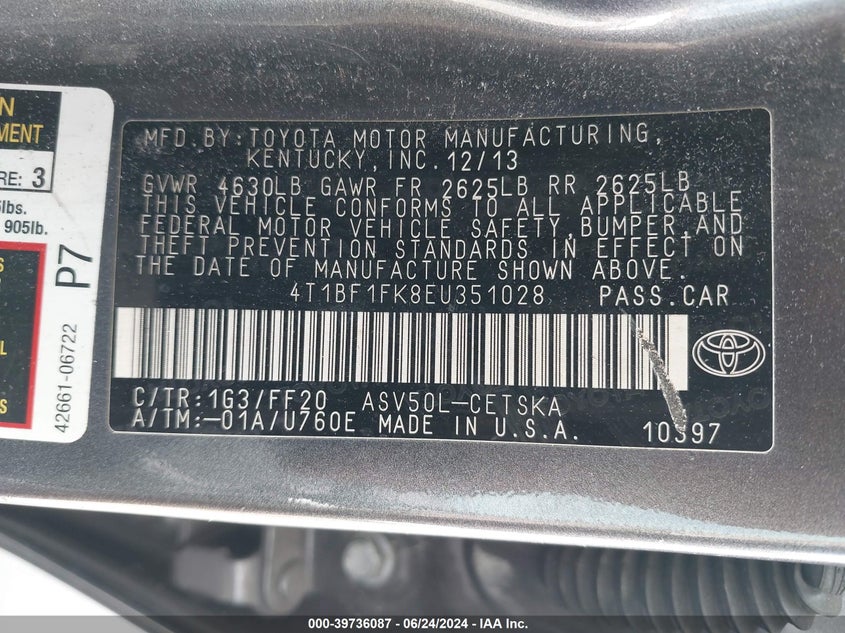 N
MENT
RE: 3
lbs.
905lb.
S
L
S
P7
42661-06722
MFD.BY:TOYOTA MOTOR MANUFACTURING,
KENTUCKY,INC.12/13
GVWR 4630LB GAWR FR 2625LB RR 2625LB
THIS VEHICLE CONFORMS TO ALL APPLICABLE
FEDERAL MOTOR VEHICLE SAFETY,BUMPER,AND
THEFT PREVENTION STANDARDS IN EFFECT ON
THE DATE OF MANUFACTURE SHOWN ABOVE.
4T1BF1FK8EU351028 PASS.CAR
C/TR:1G3/FF20 ASV50L-CETSKA
A/TM:-01A/U760E MADE IN U.S.A. 10397
000-39736087 - 06/24/2024 - IAA Inc.